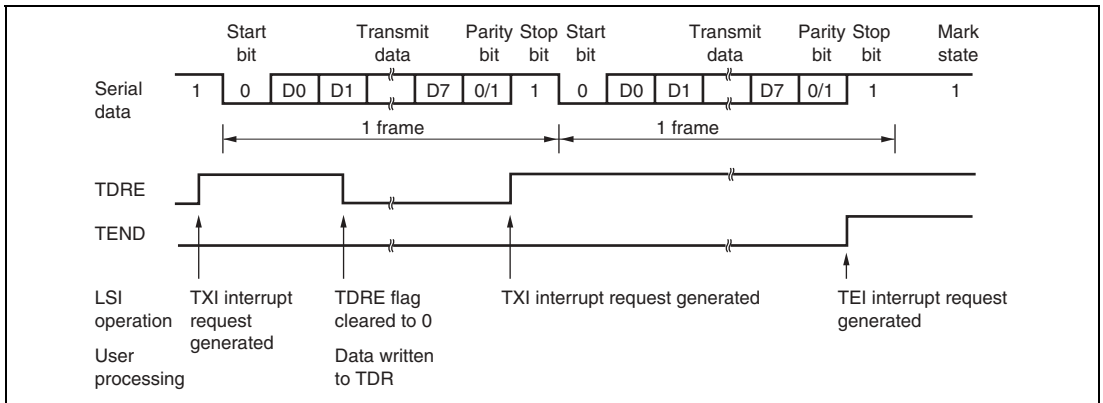 Start bit
Transmit data
Parity bit
Stop bit
Start bit
Transmit data
Parity bit
Stop bit
Mark state
Serial data
1 0 D0 D1 D7 0/1 1 0 D0 D1 D7 0/1 1 1
1 frame
1 frame
TDRE
TEND
LSI operation
TXI interrupt request generated
TDRE flag cleared to 0
TXI interrupt request generated
TEI interrupt request generated
User processing
Data written to TDR